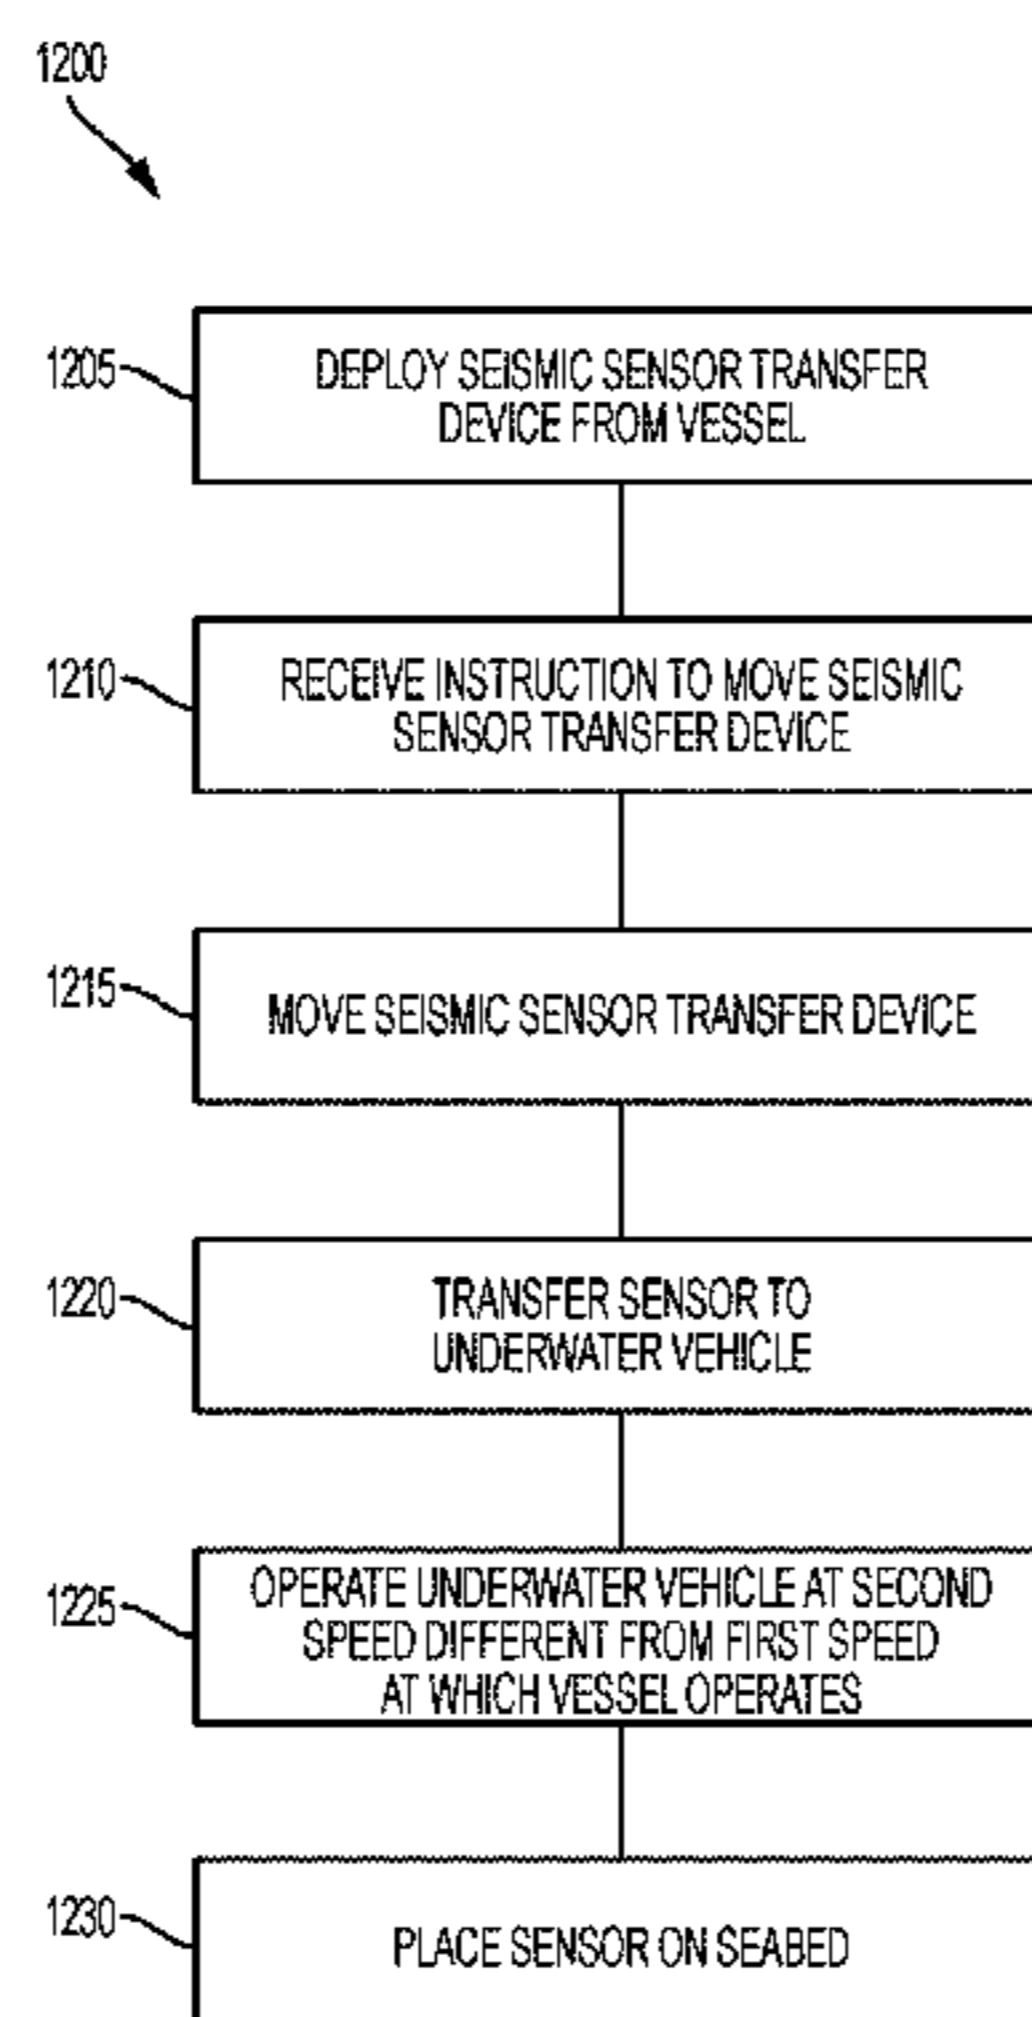 1200
1205
DEPLOY SEISMIC SENSOR TRANSFER
DEVICE FROM VESSEL
1210
RECEIVE INSTRUCTION TO MOVE SEISMIC
SENSOR TRANSFER DEVICE
1215
MOVE SEISMIC SENSOR TRANSFER DEVICE
1220
TRANSFER SENSOR TO
UNDERWATER VEHICLE
1225
OPERATE UNDERWATER VEHICLE AT SECOND
SPEED DIFFERENT FROM FIRST SPEED
AT WHICH VESSEL OPERATES
1230
PLACE SENSOR ON SEABED